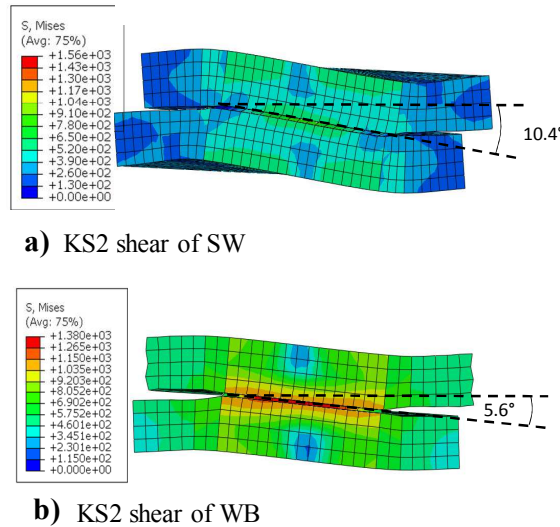 S, Mises
(Avg: 75%)
+1.56e+03
+1.43e+03
+1.30e+03
+1.17e+03
+1.04e+03
+9.10e+02
+7.80e+02
+6.50e+02
+5.20e+02
+3.90e+02
+2.60e+02
+1.30e+02
+0.00e+00
10.4°
a) KS2 shear of SW
S, Mises
(Avg: 75%)
+1.380e+03
+1.265e+03
+1.150e+03
+1.035e+03
+9.203e+02
+8.052e+02
+6.902e+02
+5.752e+02
+4.601e+02
+3.451e+02
+2.301e+02
+1.150e+02
+0.000e+00
5.6°
b) KS2 shear of WB